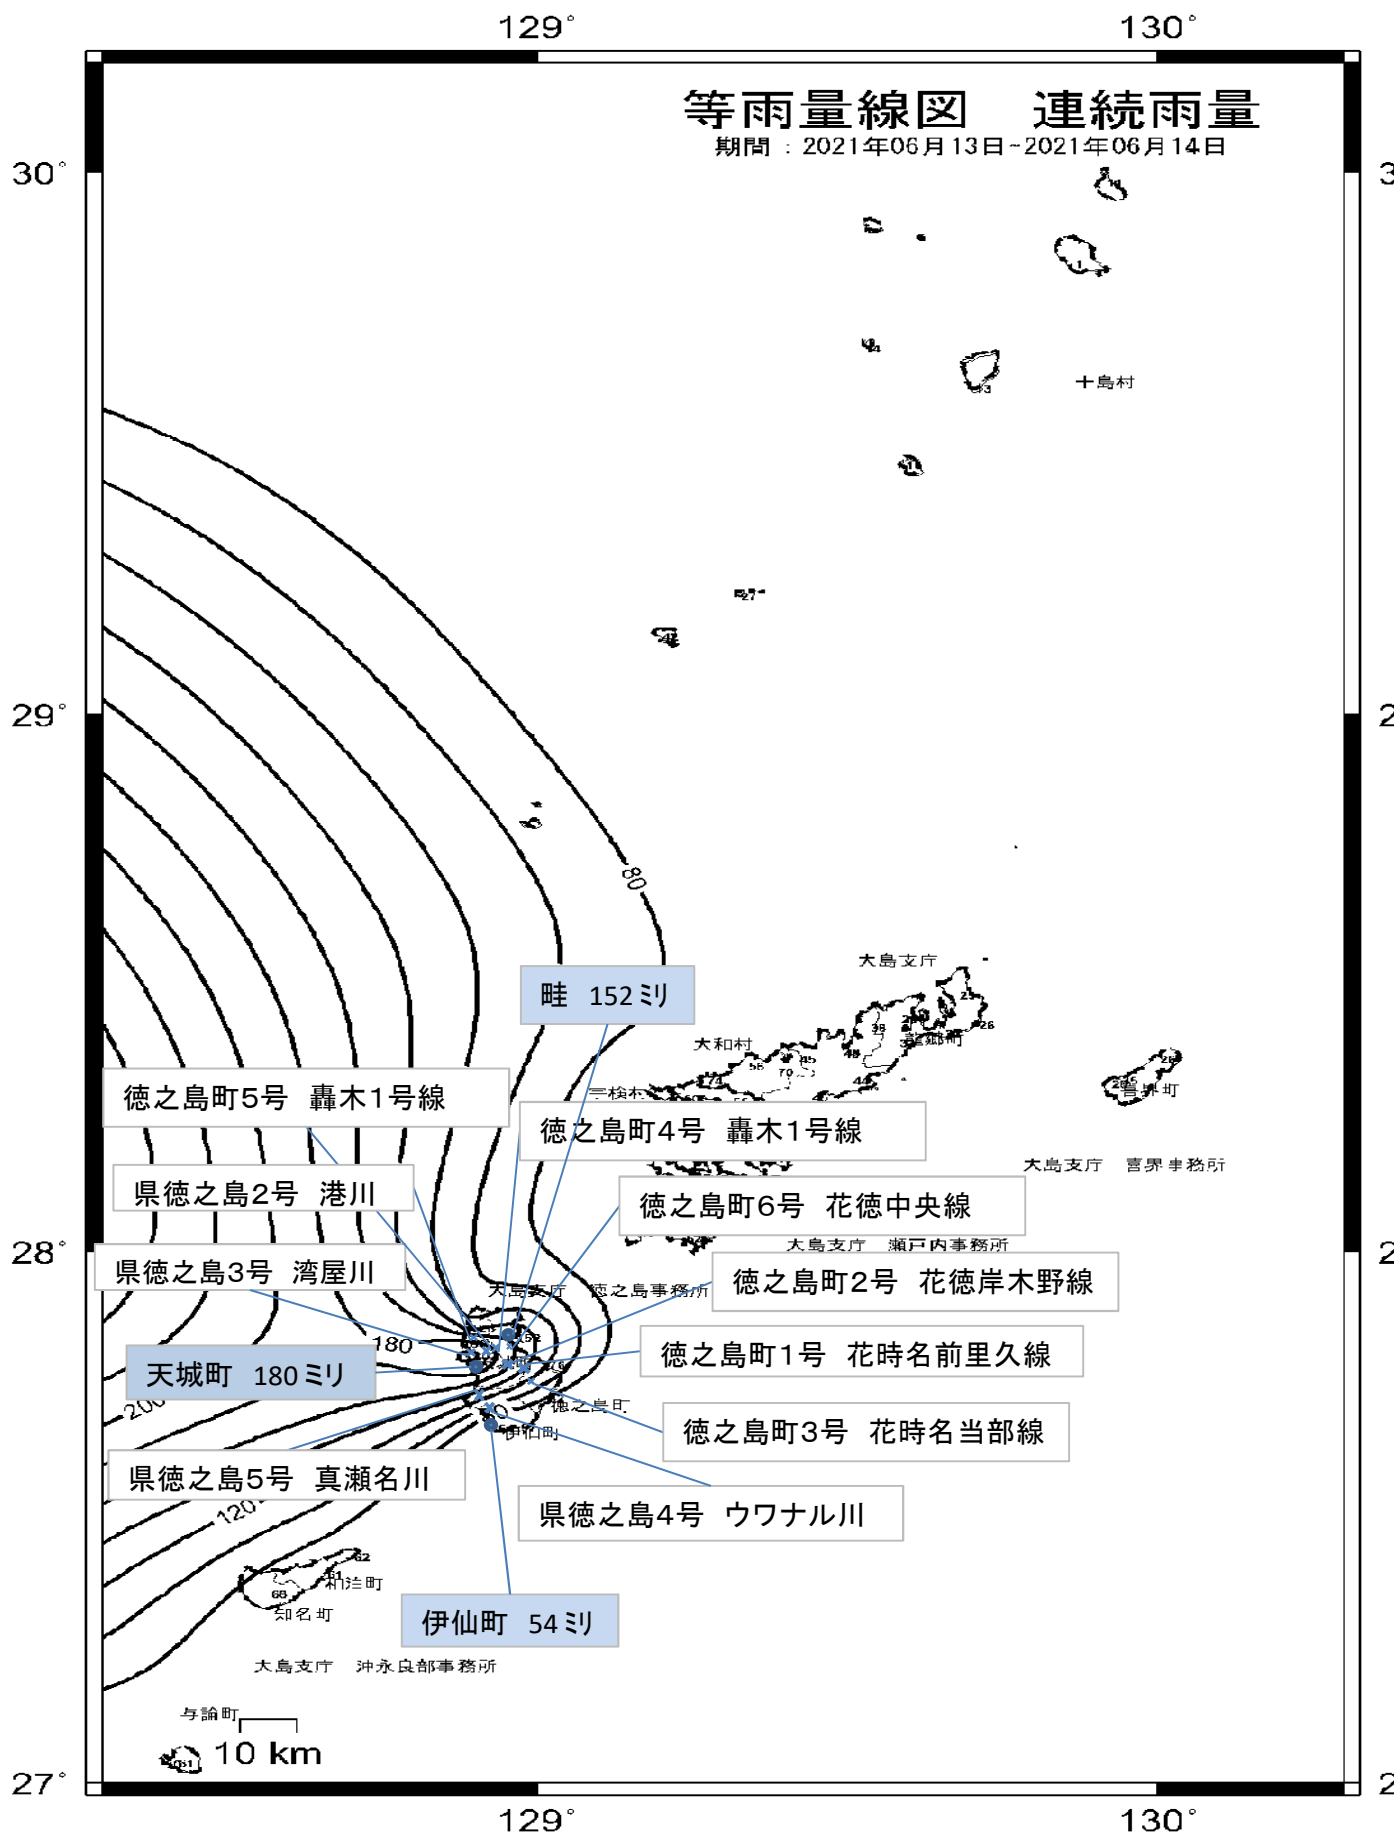 129°
130°
等雨量線図　連続雨量
期間：2021年06月13日~2021年06月14日
30°
十島村
27
29°
80
大島支庁
畦　152ミリ
大和村
龍郷町
26
徳之島町5号　轟木1号線
徳之島町4号　轟木1号線
喜界町
大島支庁　喜界事務所
県徳之島2号　港川
徳之島町6号　花徳中央線
28°
大島支庁　瀬戸内事務所
県徳之島3号　湾屋川
大島支庁　徳之島事務所
徳之島町2号　花徳岸木野線
180
天城町　180ミリ
徳之島町1号　花時名前里久線
200
徳之島町
伊仙町
徳之島町3号　花時名当部線
県徳之島5号　真瀬名川
120
県徳之島4号　ウワナル川
62
61
和泊町
68
知名町
伊仙町　54ミリ
大島支庁　沖永良部事務所
与論町
10 km
27°
129°
130°